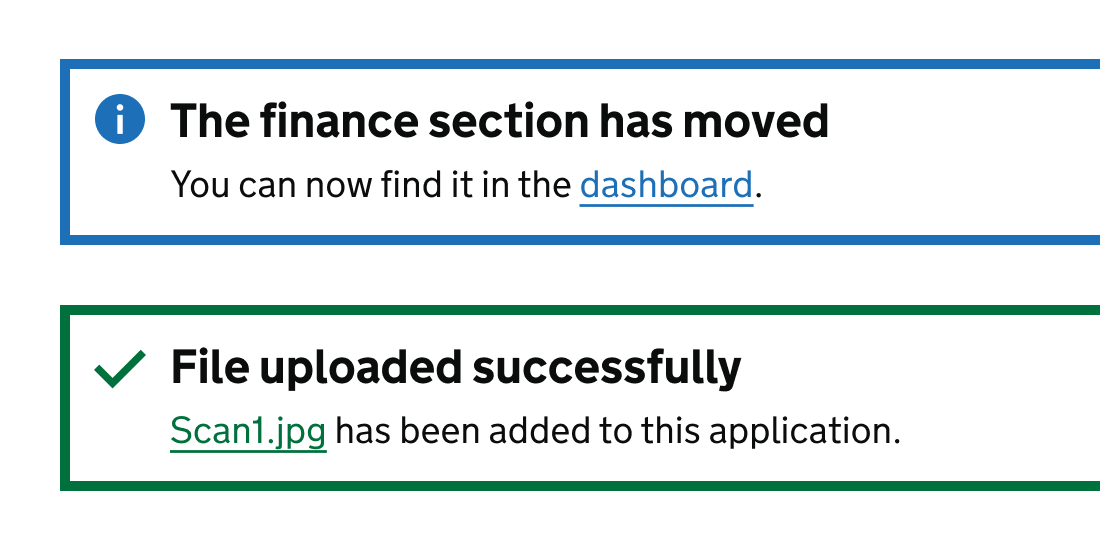 The finance section has moved
You can now find it in the dashboard.
File uploaded successfully
Scan1.jpg has been added to this application.